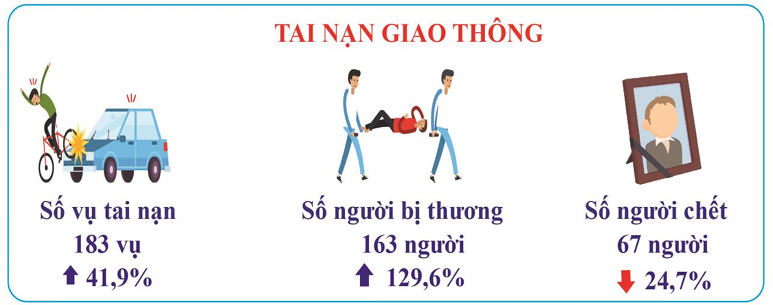 TAI NẠN GIAO THÔNG
Số vụ tai nạn
183 vụ
41,9%
Số người bị thương
163 người
129,6%
Số người chết
67 người
24,7%